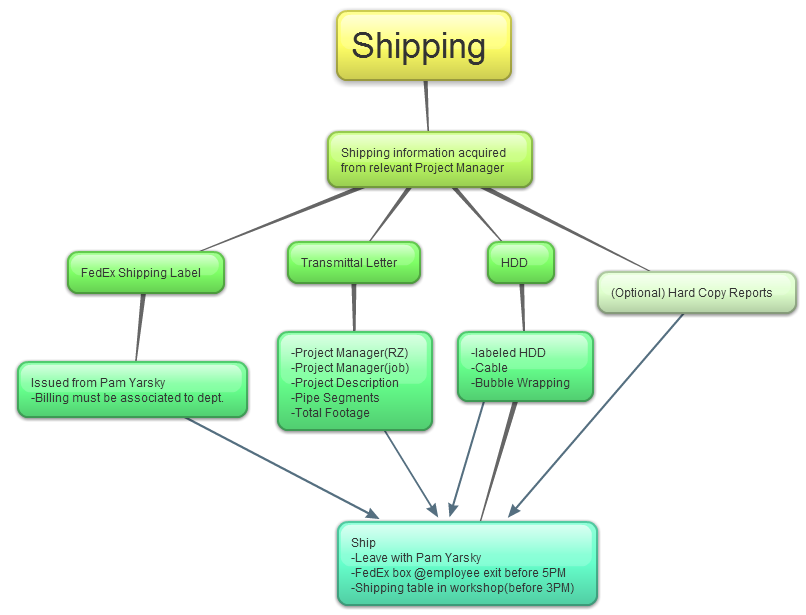 Shipping
Shipping information acquired
from relevant Project Manager
FedEx Shipping Label
Transmittal Letter
HDD
(Optional) Hard Copy Reports
Issued from Pam Yarsky
-Billing must be associated to dept.
-Project Manager(RZ)
-Project Manager(job)
-Project Description
-Pipe Segments
-Total Footage
-labeled HDD
-Cable
-Bubble Wrapping
Ship
-Leave with Pam Yarsky
-FedEx box @employee exit before 5PM
-Shipping table in workshop(before 3PM)